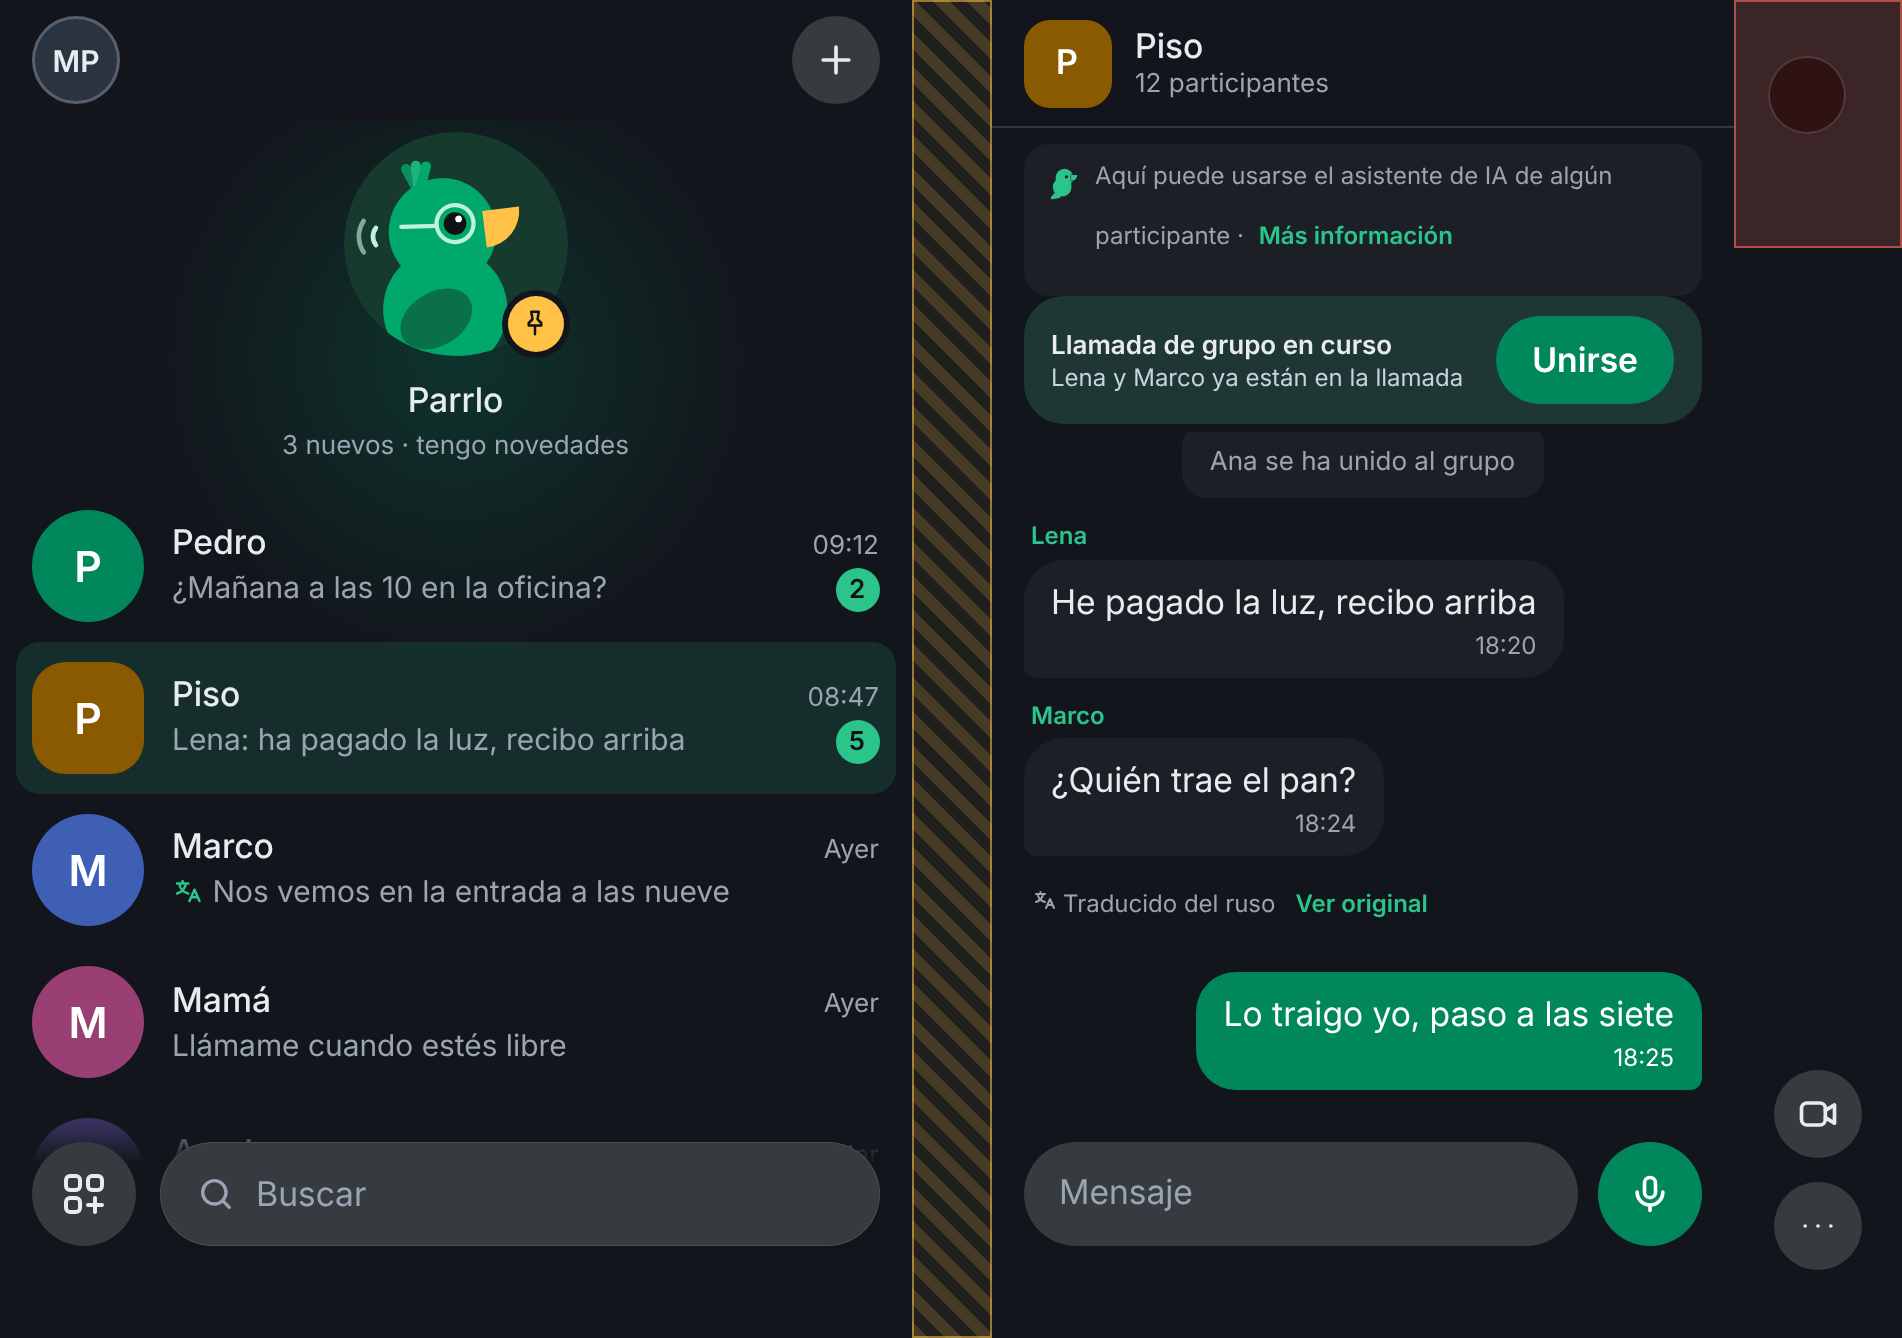 MP
Parrlo
3 nuevos · tengo novedades
P
Pedro
09:12
¿Mañana a las 10 en la oficina?
2
P
Piso
08:47
Lena: ha pagado la luz, recibo arriba
5
M
Marco
Ayer
Nos vemos en la entrada a las nueve
M
Mamá
Ayer
Llámame cuando estés libre
Buscar
P
Piso
12 participantes
Aquí puede usarse el asistente de IA de algún
participante · Más información
Llamada de grupo en curso
Lena y Marco ya están en la llamada
Unirse
Ana se ha unido al grupo
Lena
He pagado la luz, recibo arriba
18:20
Marco
¿Quién trae el pan?
18:24
Traducido del ruso Ver original
Lo traigo yo, paso a las siete
18:25
Mensaje